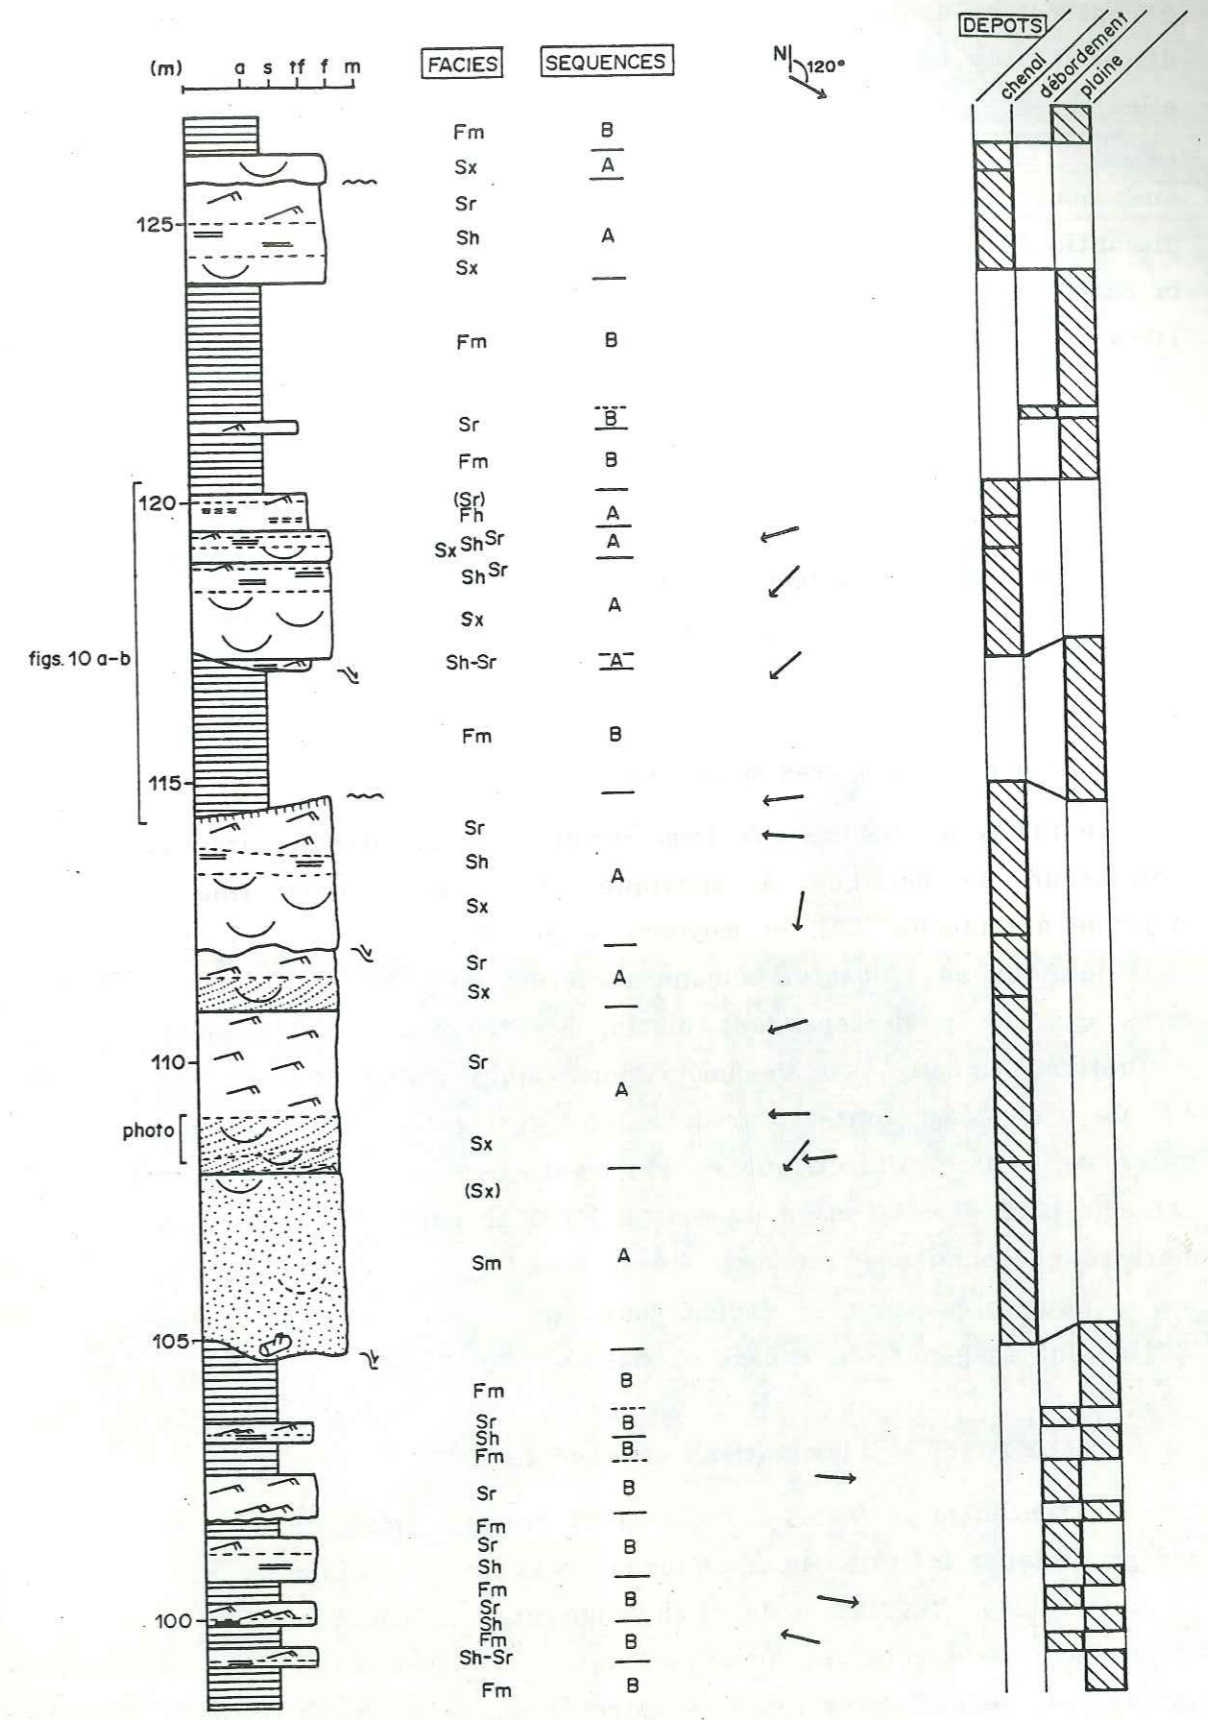 DEPOTS
chenal
débordement
plaine
(m) a s tf f m
FACIES
SEQUENCES
N 120°
Fm B
Sx A
Sr
125
Sh A
Sx
Fm B
Sr B
Fm B
(Sr)
120
Fh A
Sx Sh Sr A
Sh Sr
A
Sx
figs. 10 a-b
Sh-Sr A
Fm B
115
Sr
Sh
A
Sx
Sr
A
Sx
110
Sr
A
photo
Sx
(Sx)
Sm A
105
B
Fm
Sr B
Sh
B
Fm
Sr B
Fm
Sr B
Sh
Fm
B
Sr
100
Sh
Fm B
Sh-Sr
Fm B